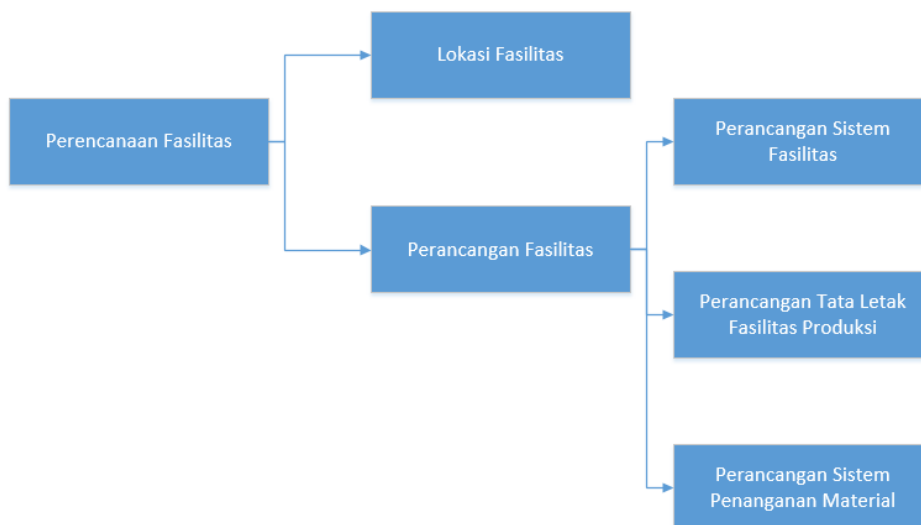 Lokasi Fasilitas
Perencanaan Fasilitas
Perancangan Sistem
Fasilitas
Perancangan Fasilitas
Perancangan Tata Letak
Fasilitas Produksi
Perancangan Sistem
Penanganan Material